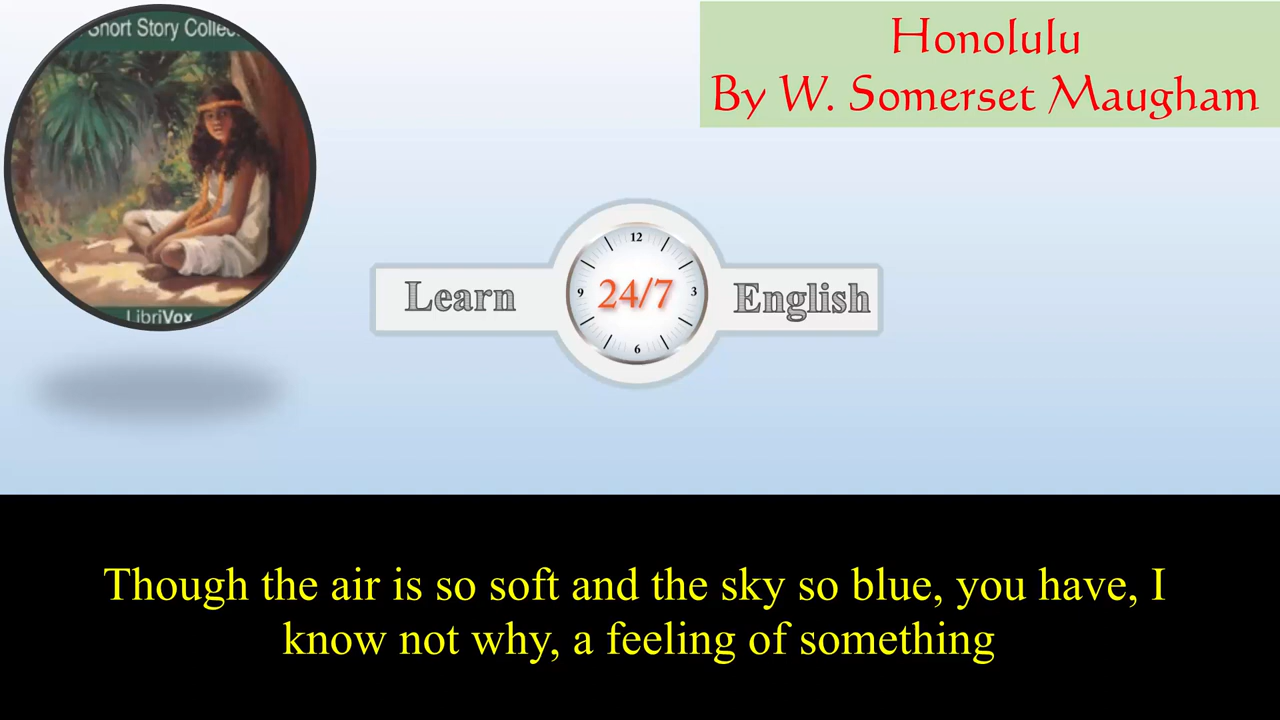 Short Story Collec
LibriVox
Honolulu
By W. Somerset Maugham
Learn
24/7
English
12
3
6
9
Though the air is so soft and the sky so blue, you have, I
know not why, a feeling of something